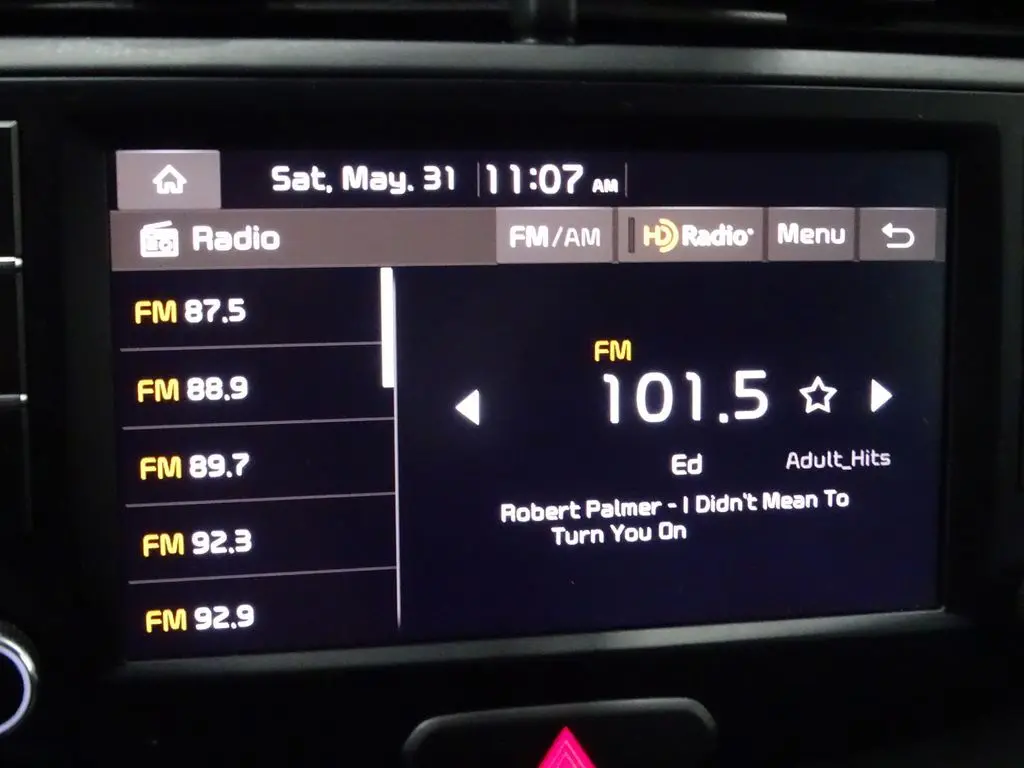 Sat, May. 31 11:07 AM
Radio FM/AM HD Radio Menu
FM 87.5
FM 88.9
FM 89.7
FM 92.3
FM 92.9
FM
101.5
Ed Adult_Hits
Robert Palmer - I Didn't Mean To
Turn You On